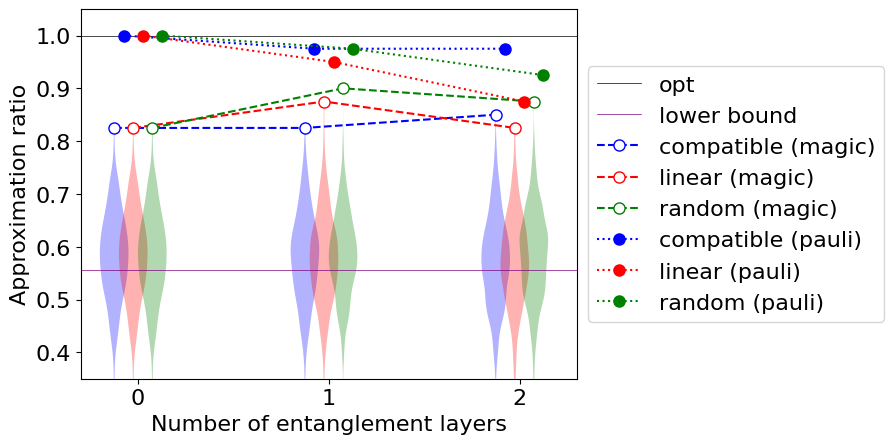 1.0
0.9
0.8
0.7
0.6
0.5
0.4
Approximation ratio
0 1 2
Number of entanglement layers
opt
lower bound
compatible (magic)
linear (magic)
random (magic)
compatible (pauli)
linear (pauli)
random (pauli)